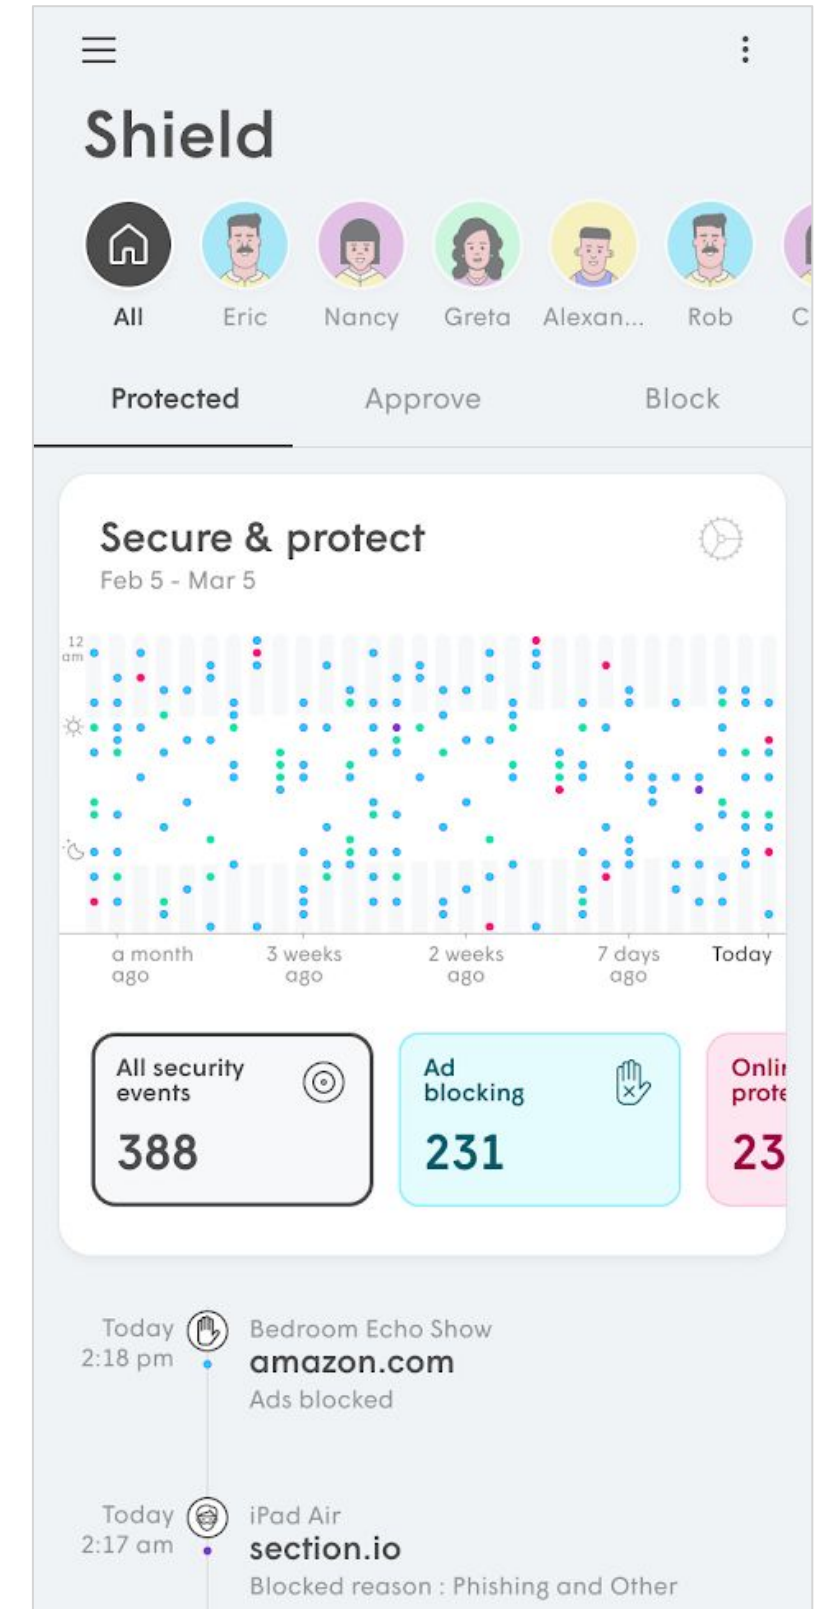 Shield
All Eric Nancy Greta Alexan... Rob C
Protected Approve Block
Secure & protect
Feb 5 - Mar 5
12
am
a month 3 weeks 2 weeks 7 days Today
ago ago ago ago
All security Ad Onlin
events blocking prote
388 231 23
Today Bedroom Echo Show
2:18 pm amazon.com
Ads blocked
Today iPad Air
2:17 am section.io
Blocked reason : Phishing and Other